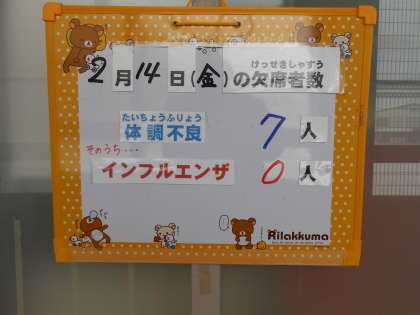 けっせきしゃすう
2月14日(金)の欠席者数
たいちょうふりょう
体調不良 7人
そのうち・・・
インフルエンザ 0人
Rilakkuma